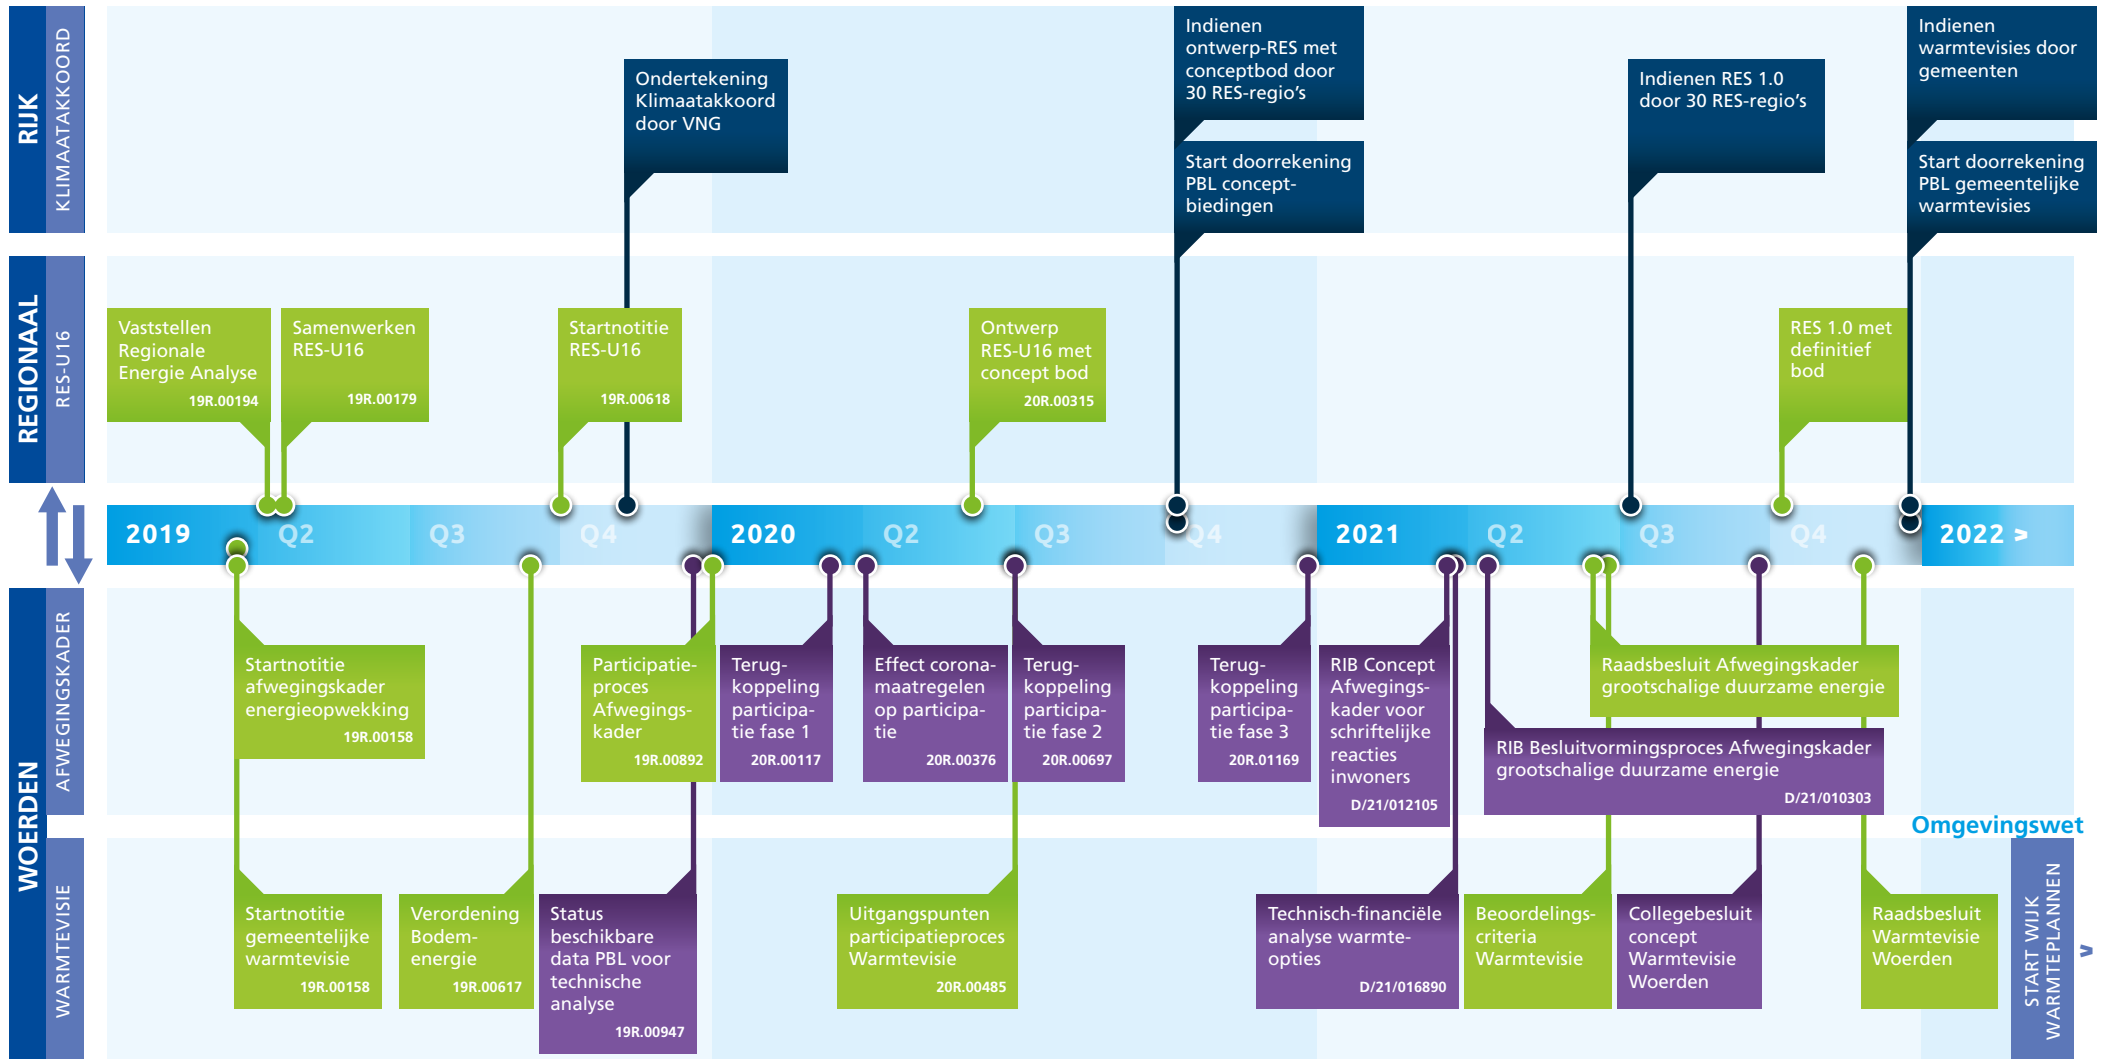 RIJK
KLIMAATAKKOORD
Ondertekening
Klimaatakkoord
door VNG
Indienen
ontwerp-RES met
conceptbod door
30 RES-regio's
Start doorrekening
PBL concept-
biedingen
Indienen RES 1.0
door 30 RES-regio's
Indienen
warmtevisies door
gemeenten
Start doorrekening
PBL gemeentelijke
warmtevisies
REGIONAAL
RES-U16
Vaststellen
Regionale
Energie Analyse
19R.00194
Samenwerken
RES-U16
19R.00179
Startnotitie
RES-U16
19R.00618
Ontwerp
RES-U16 met
concept bod
20R.00315
RES 1.0 met
definitief
bod
2019 Q2 Q3 Q4 2020 Q2 Q3 Q4 2021 Q2 Q3 Q4 2022 >
WOERDEN
AFWEGINGSKADER
Startnotitie
afwegingskader
energieopwekking
19R.00158
Participatie-
proces
Afwegings-
kader
19R.00892
Terug-
koppeling
participa-
tie fase 1
20R.00117
Effect corona-
maatregelen
op participa-
tie
20R.00376
Terug-
koppeling
participa-
tie fase 2
20R.00697
Terug-
koppeling
participa-
tie fase 3
20R.01169
RIB Concept
Afwegings-
kader voor
schriftelijke
reacties
inwoners
D/21/012105
Raadsbesluit Afwegingskader
grootschalige duurzame energie
RIB Besluitvormingsproces Afwegingskader
grootschalige duurzame energie
D/21/010303
Omgevingswet
WARMTEVISIE
Startnotitie
gemeentelijke
warmtevisie
19R.00158
Verordening
Bodem-
energie
19R.00617
Status
beschikbare
data PBL voor
technische
analyse
19R.00947
Uitgangspunten
participatieproces
Warmtevisie
20R.00485
Technisch-financiële
analyse warmte-
opties
D/21/016890
Beoordelings-
criteria
Warmtevisie
Collegebesluit
concept
Warmtevisie
Woerden
Raadsbesluit
Warmtevisie
Woerden
START WIJK
WARMTEPLANNEN
>